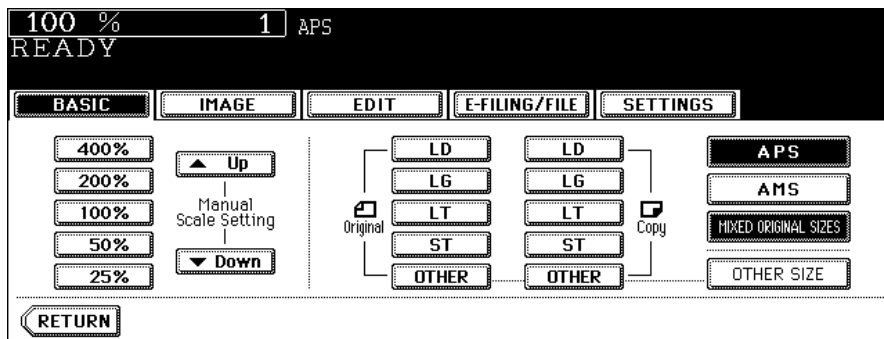 100 % 1 APS
READY
BASIC IMAGE EDIT E-FILING/FILE SETTINGS
400%
200%
100%
50%
25%
Up
Manual
Scale Setting
Down
Original
LD
LG
LT
ST
OTHER
LD
LG
LT
ST
OTHER
Copy
APS
AMS
MIXED ORIGINAL SIZES
OTHER SIZE
RETURN